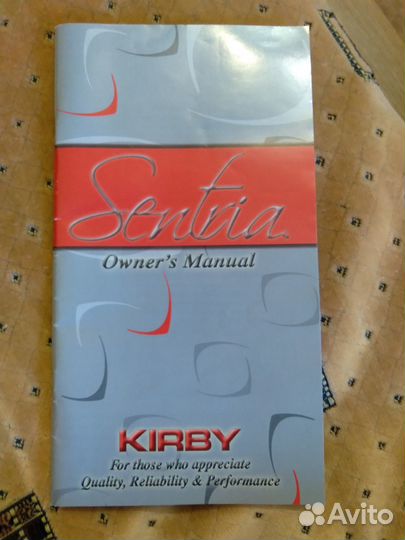 Sentria
Owner's Manual
KIRBY
For those who appreciate
Quality, Reliability & Performance
Avito